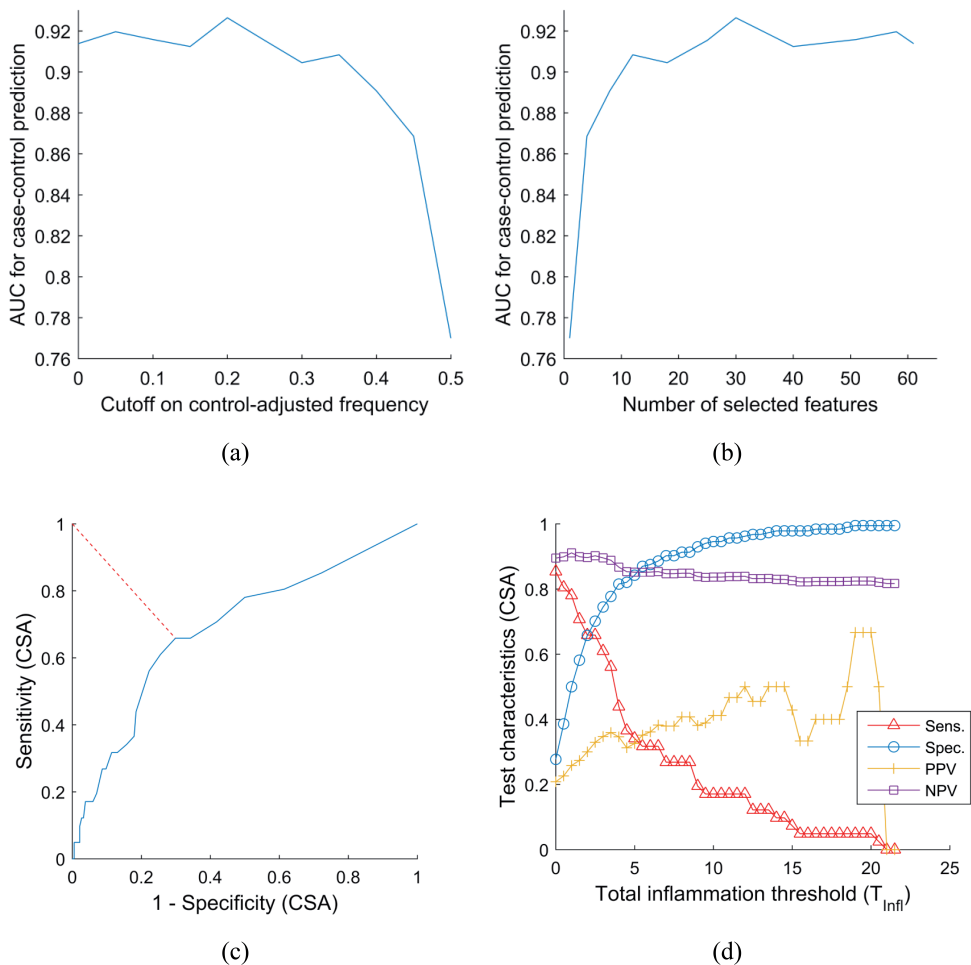 AUC for case-control prediction
0.92
0.9
0.88
0.86
0.84
0.82
0.8
0.78
0.76
0 0.1 0.2 0.3 0.4 0.5
Cutoff on control-adjusted frequency
(a)
AUC for case-control prediction
0.92
0.9
0.88
0.86
0.84
0.82
0.8
0.78
0.76
0 10 20 30 40 50 60
Number of selected features
(b)
Sensitivity (CSA)
1
0.8
0.6
0.4
0.2
0
0 0.2 0.4 0.6 0.8 1
1 - Specificity (CSA)
(c)
Test characteristics (CSA)
1
0.8
0.6
0.4
0.2
0
0 5 10 15 20 25
Total inflammation threshold (T_Infl)
Sens.
Spec.
PPV
NPV
(d)